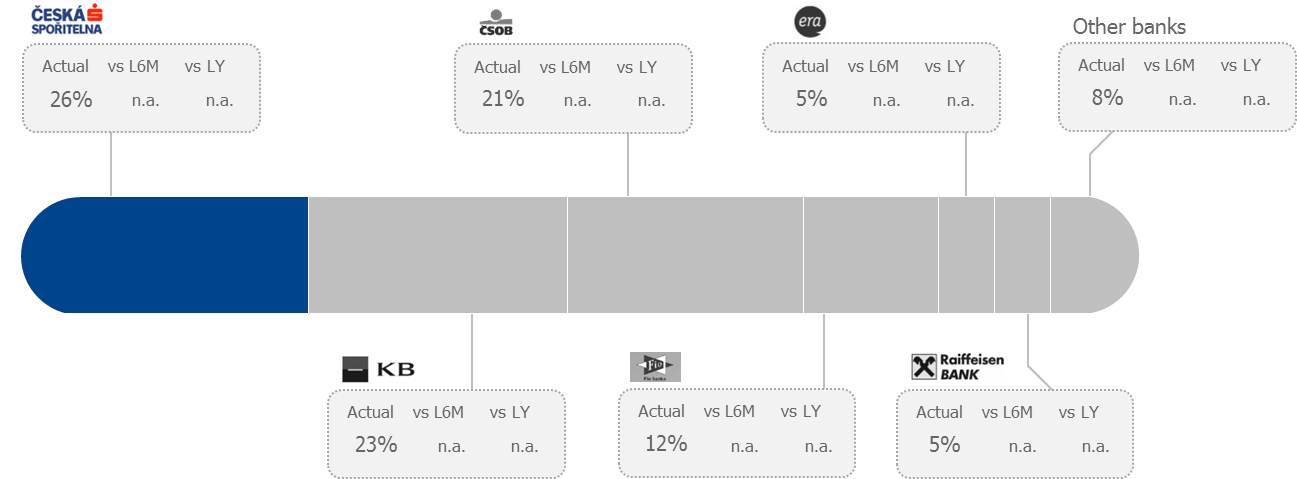 ČESKÁ
SPOŘITELNA
Actual vs L6M vs LY
26% n.a. n.a.
ČSOB
Actual vs L6M vs LY
21% n.a. n.a.
era
Actual vs L6M vs LY
5% n.a. n.a.
Other banks
Actual vs L6M vs LY
8% n.a. n.a.
KB
Actual vs L6M vs LY
23% n.a. n.a.
Fio
Fio banka
Actual vs L6M vs LY
12% n.a. n.a.
Raiffeisen
BANK
Actual vs L6M vs LY
5% n.a. n.a.